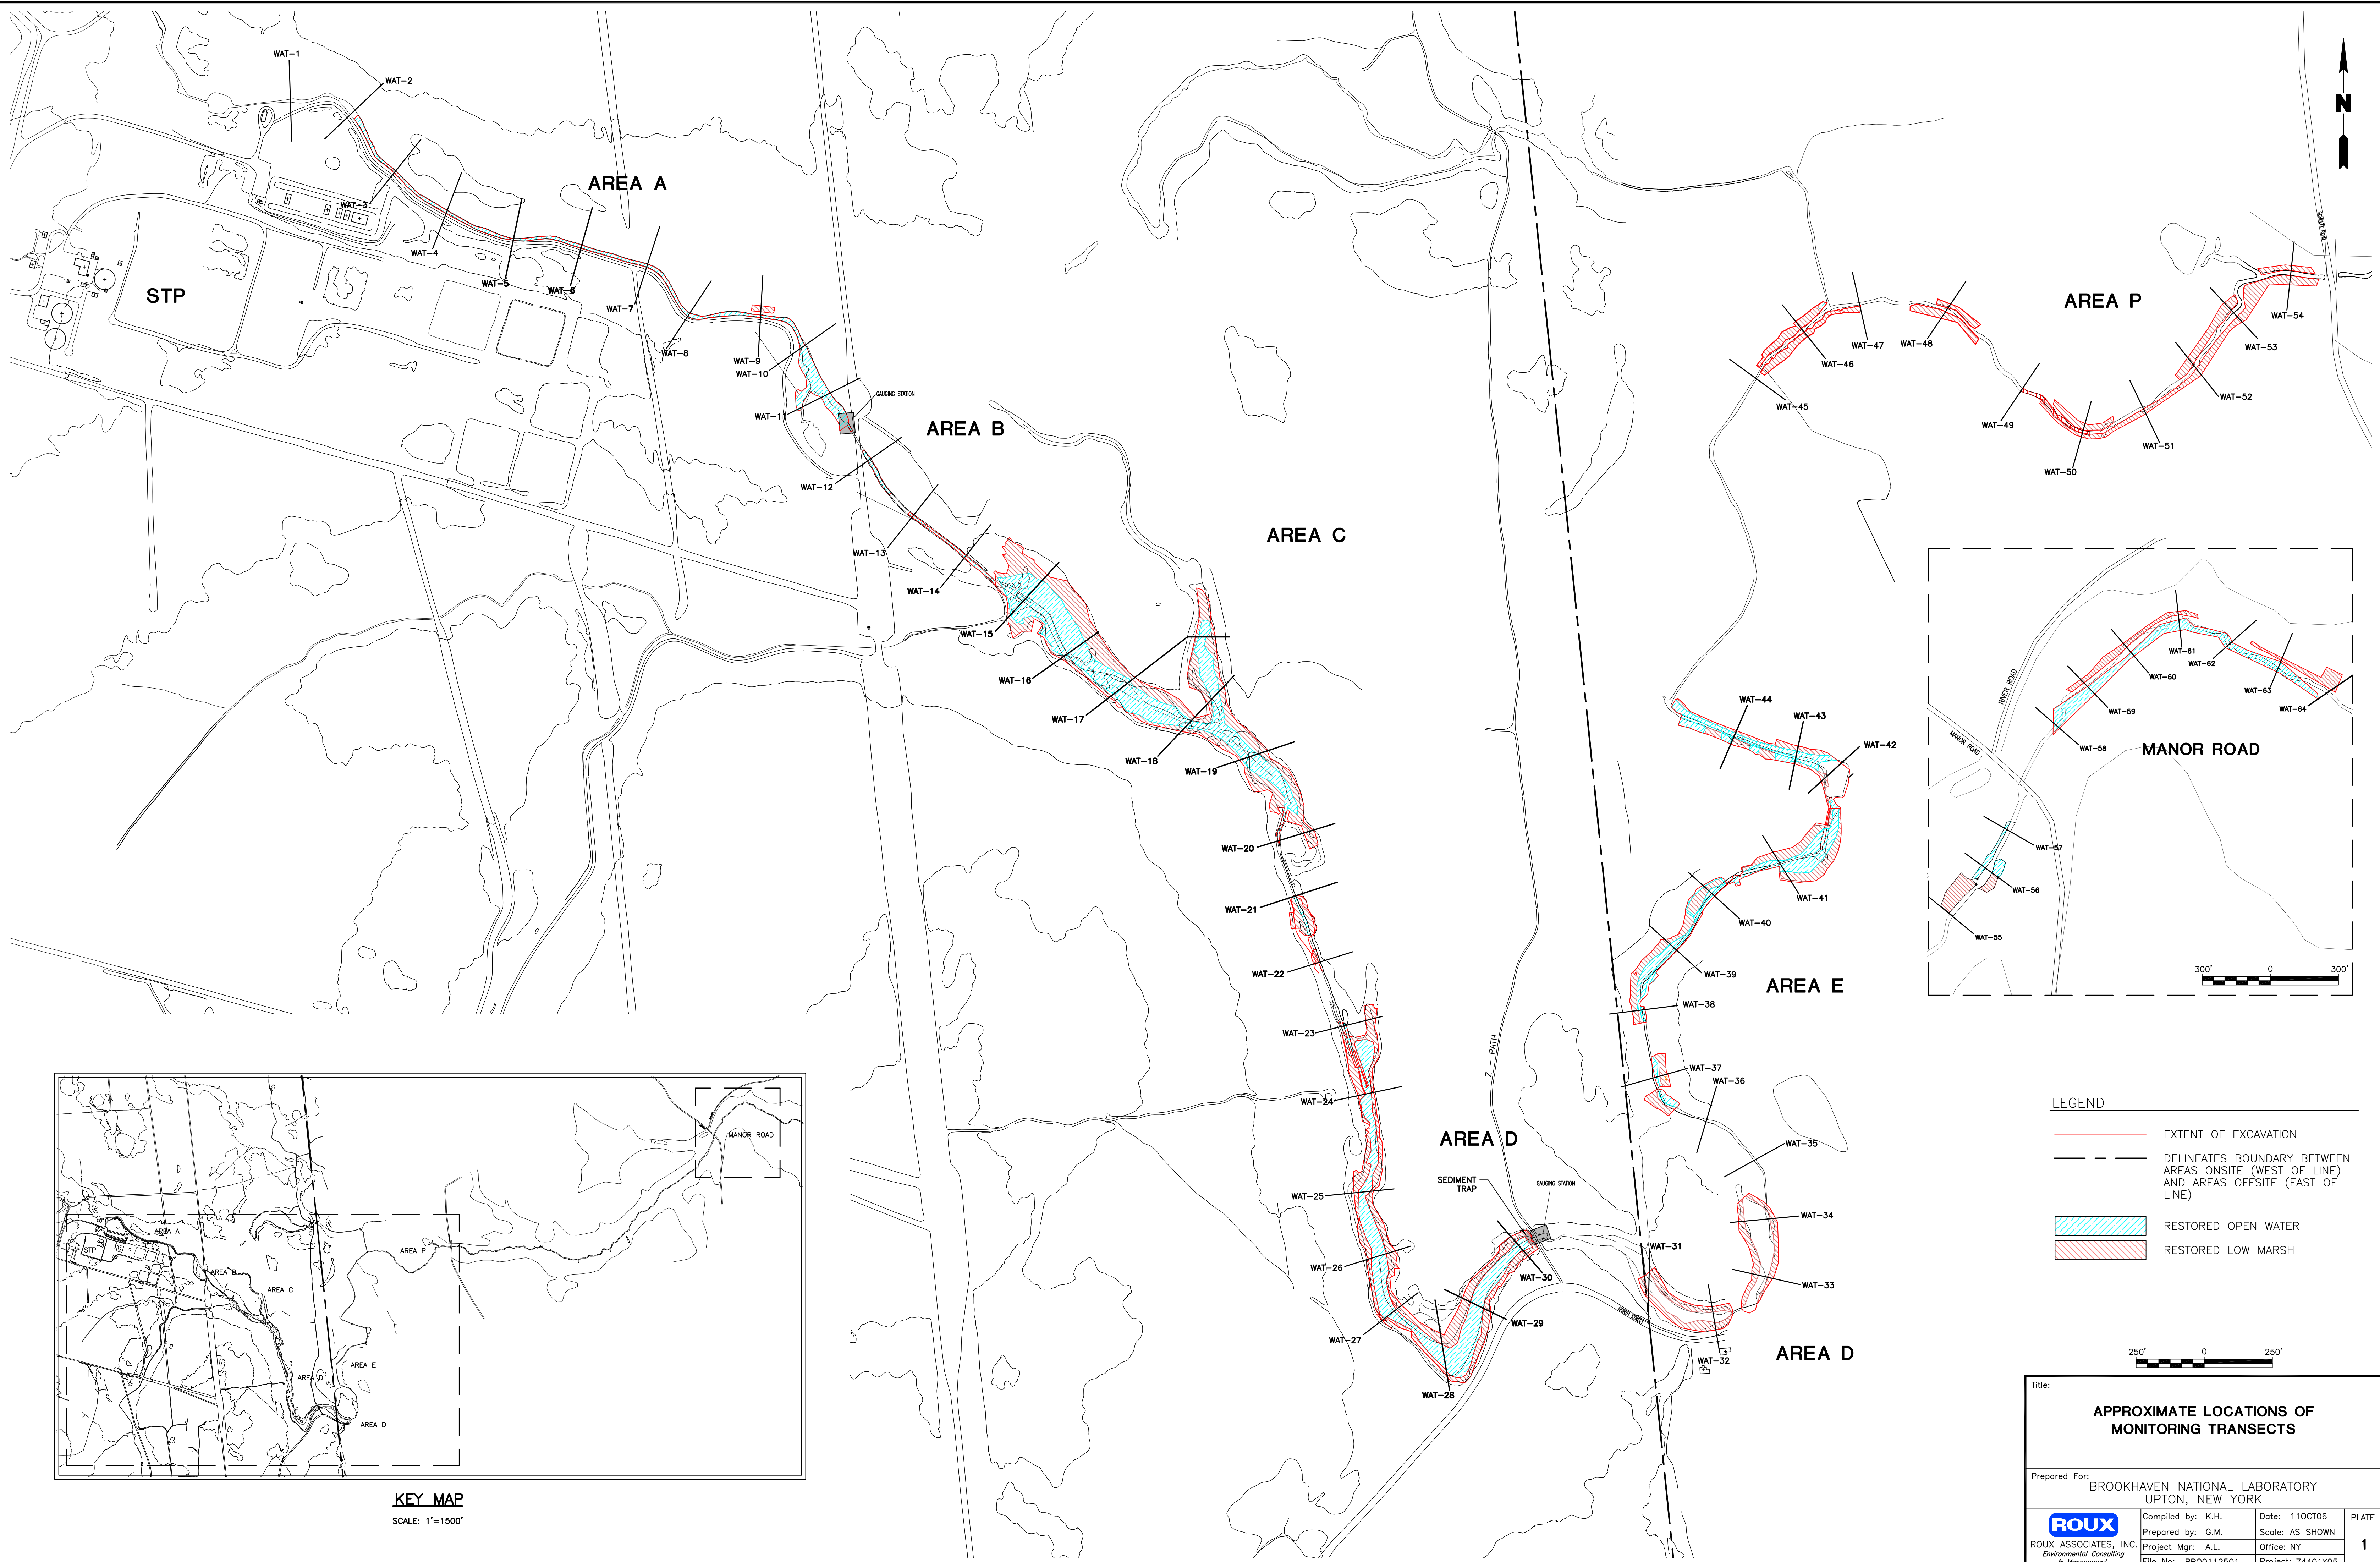 WAT-1
WAT-2
WAT-3
WAT-4
WAT-5
WAT-6
WAT-7
WAT-8
WAT-9
WAT-10
WAT-11
WAT-12
WAT-13
WAT-14
WAT-15
WAT-16
WAT-17
WAT-18
WAT-19
WAT-20
WAT-21
WAT-22
WAT-23
WAT-24
WAT-25
WAT-26
WAT-27
WAT-28
WAT-29
WAT-30
WAT-31
WAT-32
WAT-33
WAT-34
WAT-35
WAT-36
WAT-37
WAT-38
WAT-39
WAT-40
WAT-41
WAT-42
WAT-43
WAT-44
WAT-45
WAT-46
WAT-47
WAT-48
WAT-49
WAT-50
WAT-51
WAT-52
WAT-53
WAT-54
AREA A
STP
GAUGING STATION
AREA B
AREA C
AREA P
SCHULTZ ROAD
N
AREA E
Z - PATH
AREA D
SEDIMENT
TRAP
GAUGING STATION
NORTH STREET
AREA D
RIVER ROAD
MANOR ROAD
MANOR ROAD
WAT-55
WAT-56
WAT-57
WAT-58
WAT-59
WAT-60
WAT-61
WAT-62
WAT-63
WAT-64
300' 0 300'
MANOR ROAD
AREA A
STP
AREA B
AREA C
AREA P
AREA E
AREA D
AREA D
KEY MAP
SCALE: 1'=1500'
LEGEND
EXTENT OF EXCAVATION
DELINEATES BOUNDARY BETWEEN
AREAS ONSITE (WEST OF LINE)
AND AREAS OFFSITE (EAST OF
LINE)
RESTORED OPEN WATER
RESTORED LOW MARSH
250' 0 250'
Title:
APPROXIMATE LOCATIONS OF
MONITORING TRANSECTS
Prepared For:
BROOKHAVEN NATIONAL LABORATORY
UPTON, NEW YORK
ROUX
ROUX ASSOCIATES, INC.
Environmental Consulting
& Management
Compiled by: K.H.
Prepared by: G.M.
Project Mgr: A.L.
File No: BRO0112501
Date: 11OCT06
Scale: AS SHOWN
Office: NY
Project: 74401Y05
PLATE
1